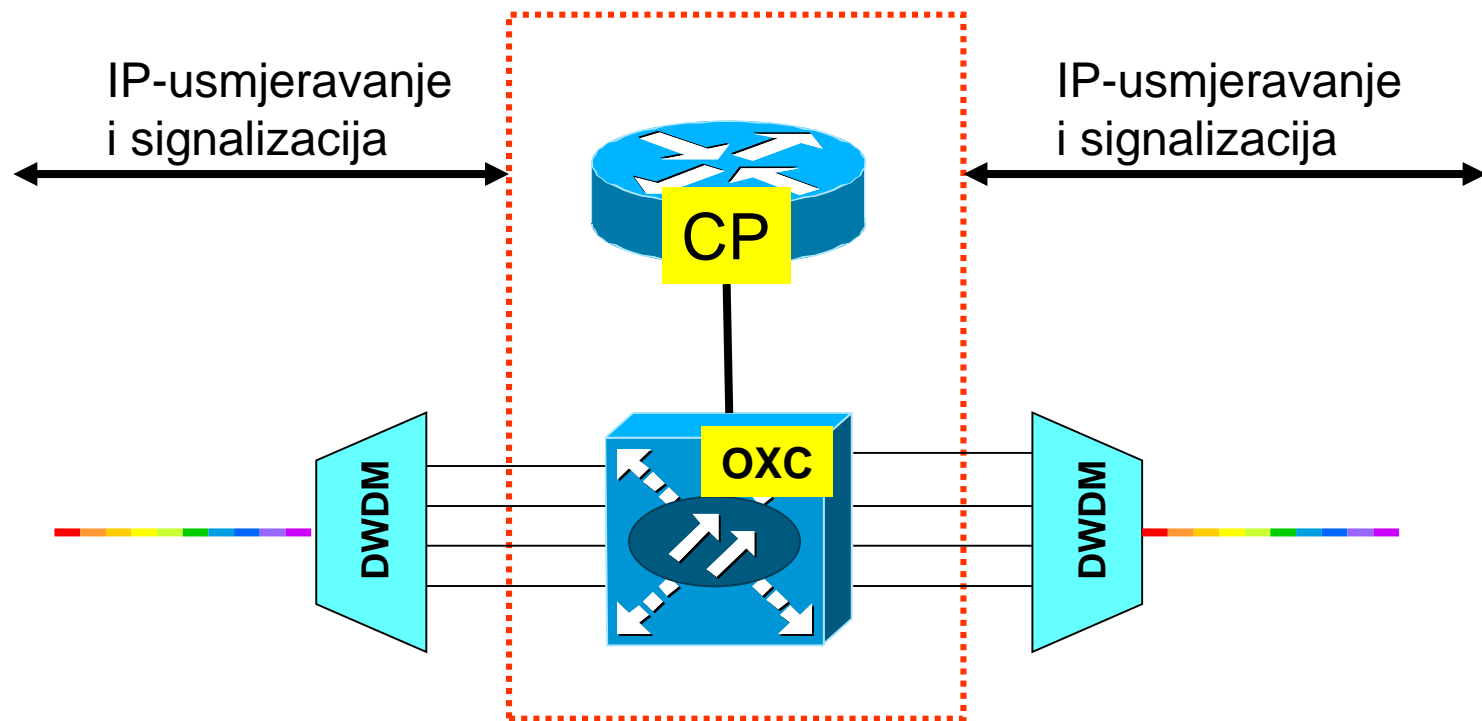 IP-usmjeravanje
i signalizacija
IP-usmjeravanje
i signalizacija
CP
OXC
DWDM
DWDM